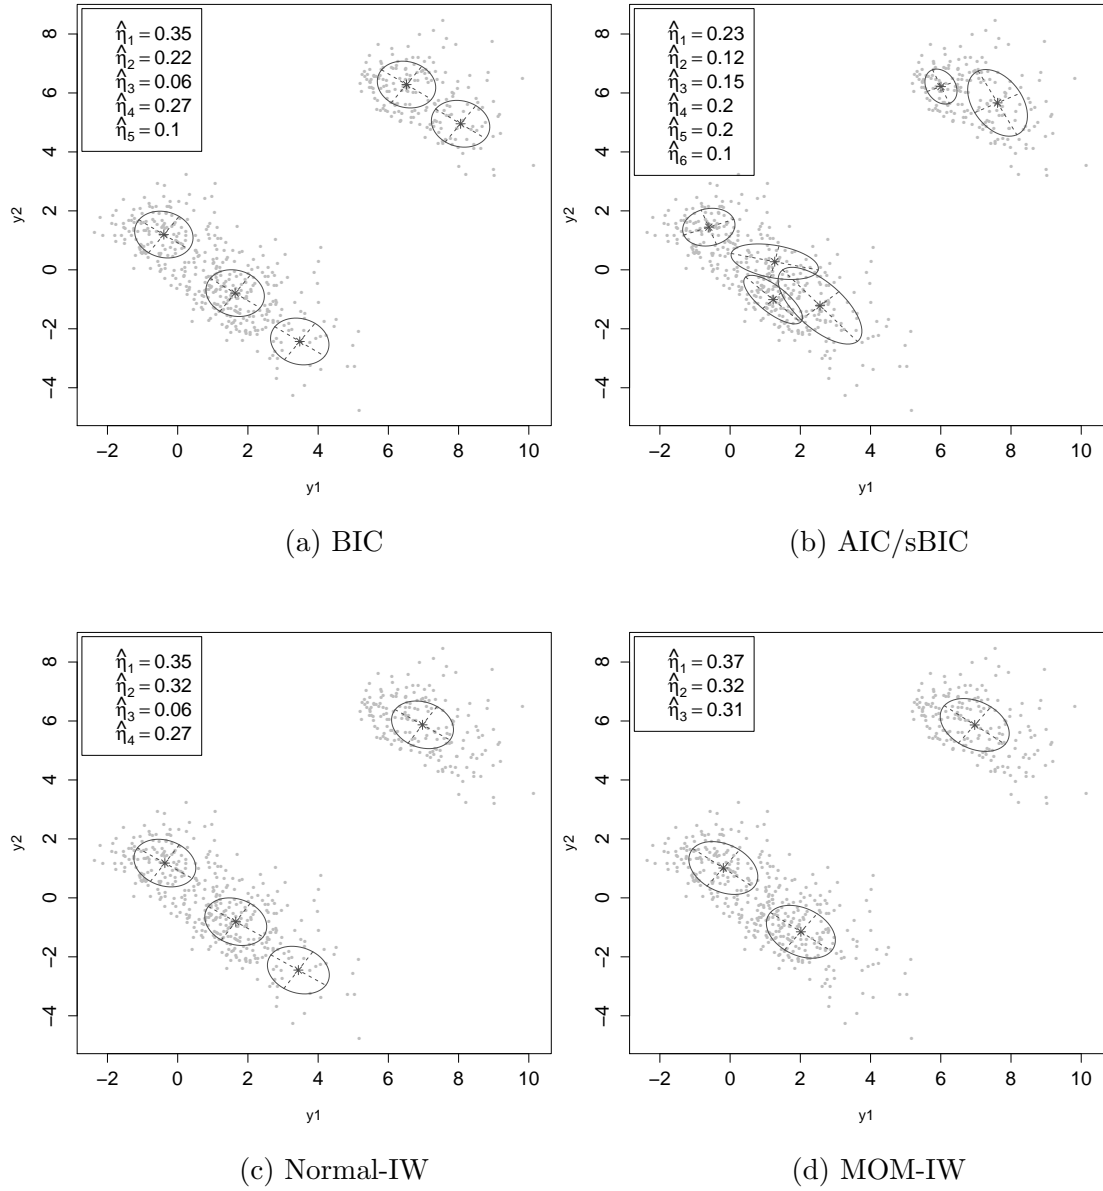 η̂1 = 0.35
η̂2 = 0.22
η̂3 = 0.06
η̂4 = 0.27
η̂5 = 0.1
8
6
4
2
0
−2
−4
y2
−2 0 2 4 6 8 10
y1
(a) BIC
η̂1 = 0.23
η̂2 = 0.12
η̂3 = 0.15
η̂4 = 0.2
η̂5 = 0.2
η̂6 = 0.1
8
6
4
2
0
−2
−4
y2
−2 0 2 4 6 8 10
y1
(b) AIC/sBIC
η̂1 = 0.35
η̂2 = 0.32
η̂3 = 0.06
η̂4 = 0.27
8
6
4
2
0
−2
−4
y2
−2 0 2 4 6 8 10
y1
(c) Normal-IW
η̂1 = 0.37
η̂2 = 0.32
η̂3 = 0.31
8
6
4
2
0
−2
−4
y2
−2 0 2 4 6 8 10
y1
(d) MOM-IW